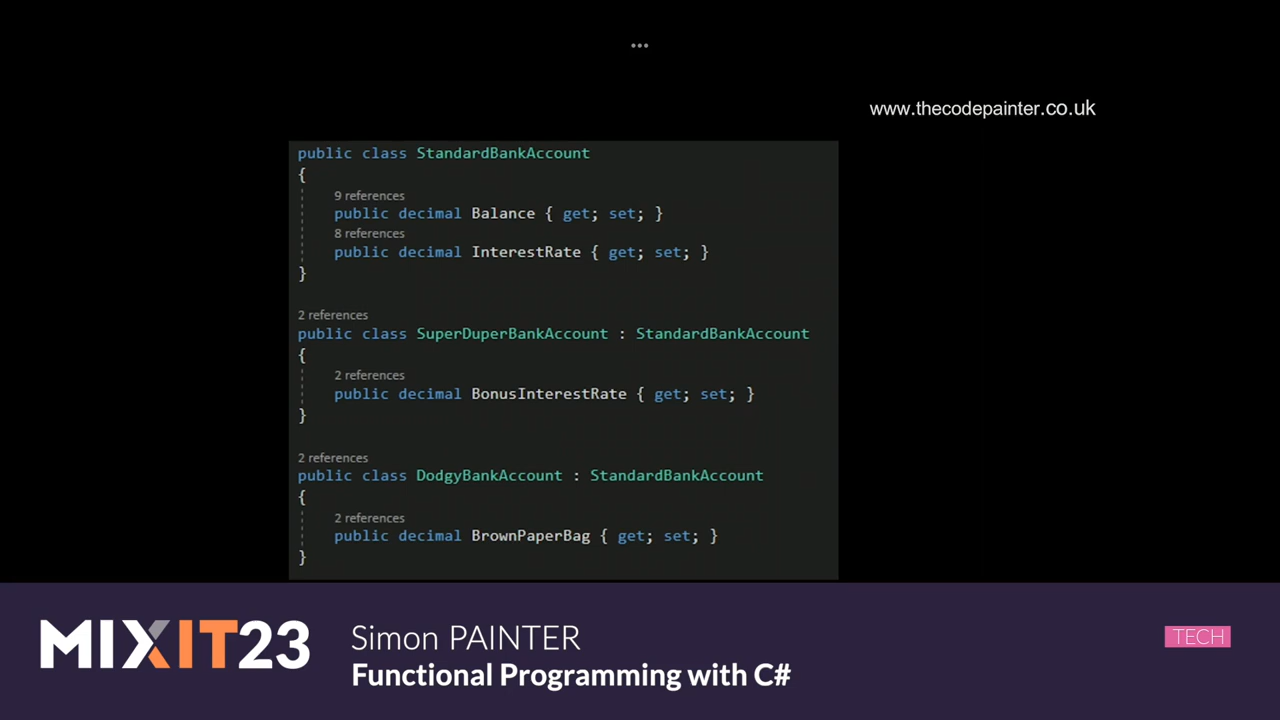 •••
www.thecodepainter.co.uk
public class StandardBankAccount
{
9 references
public decimal Balance { get; set; }
8 references
public decimal InterestRate { get; set; }
}
2 references
public class SuperDuperBankAccount : StandardBankAccount
{
2 references
public decimal BonusInterestRate { get; set; }
}
2 references
public class DodgyBankAccount : StandardBankAccount
{
2 references
public decimal BrownPaperBag { get; set; }
}
MIXIT23
Simon PAINTER
TECH
Functional Programming with C#